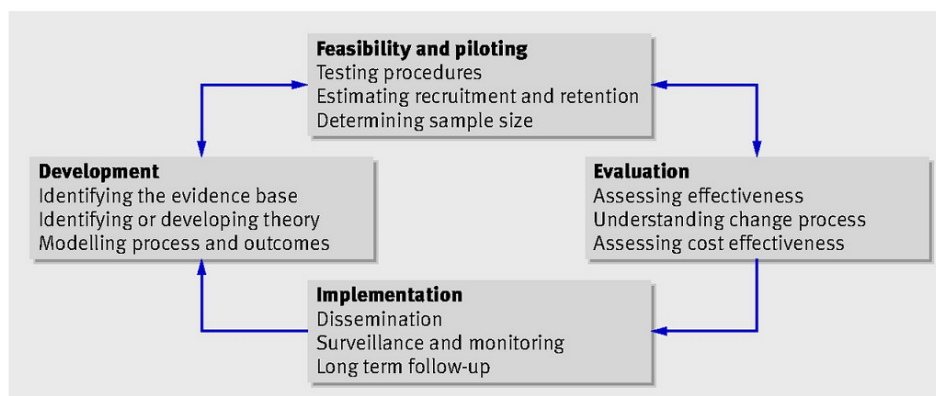 Feasibility and piloting
Testing procedures
Estimating recruitment and retention
Determining sample size
Development
Identifying the evidence base
Identifying or developing theory
Modelling process and outcomes
Evaluation
Assessing effectiveness
Understanding change process
Assessing cost effectiveness
Implementation
Dissemination
Surveillance and monitoring
Long term follow-up